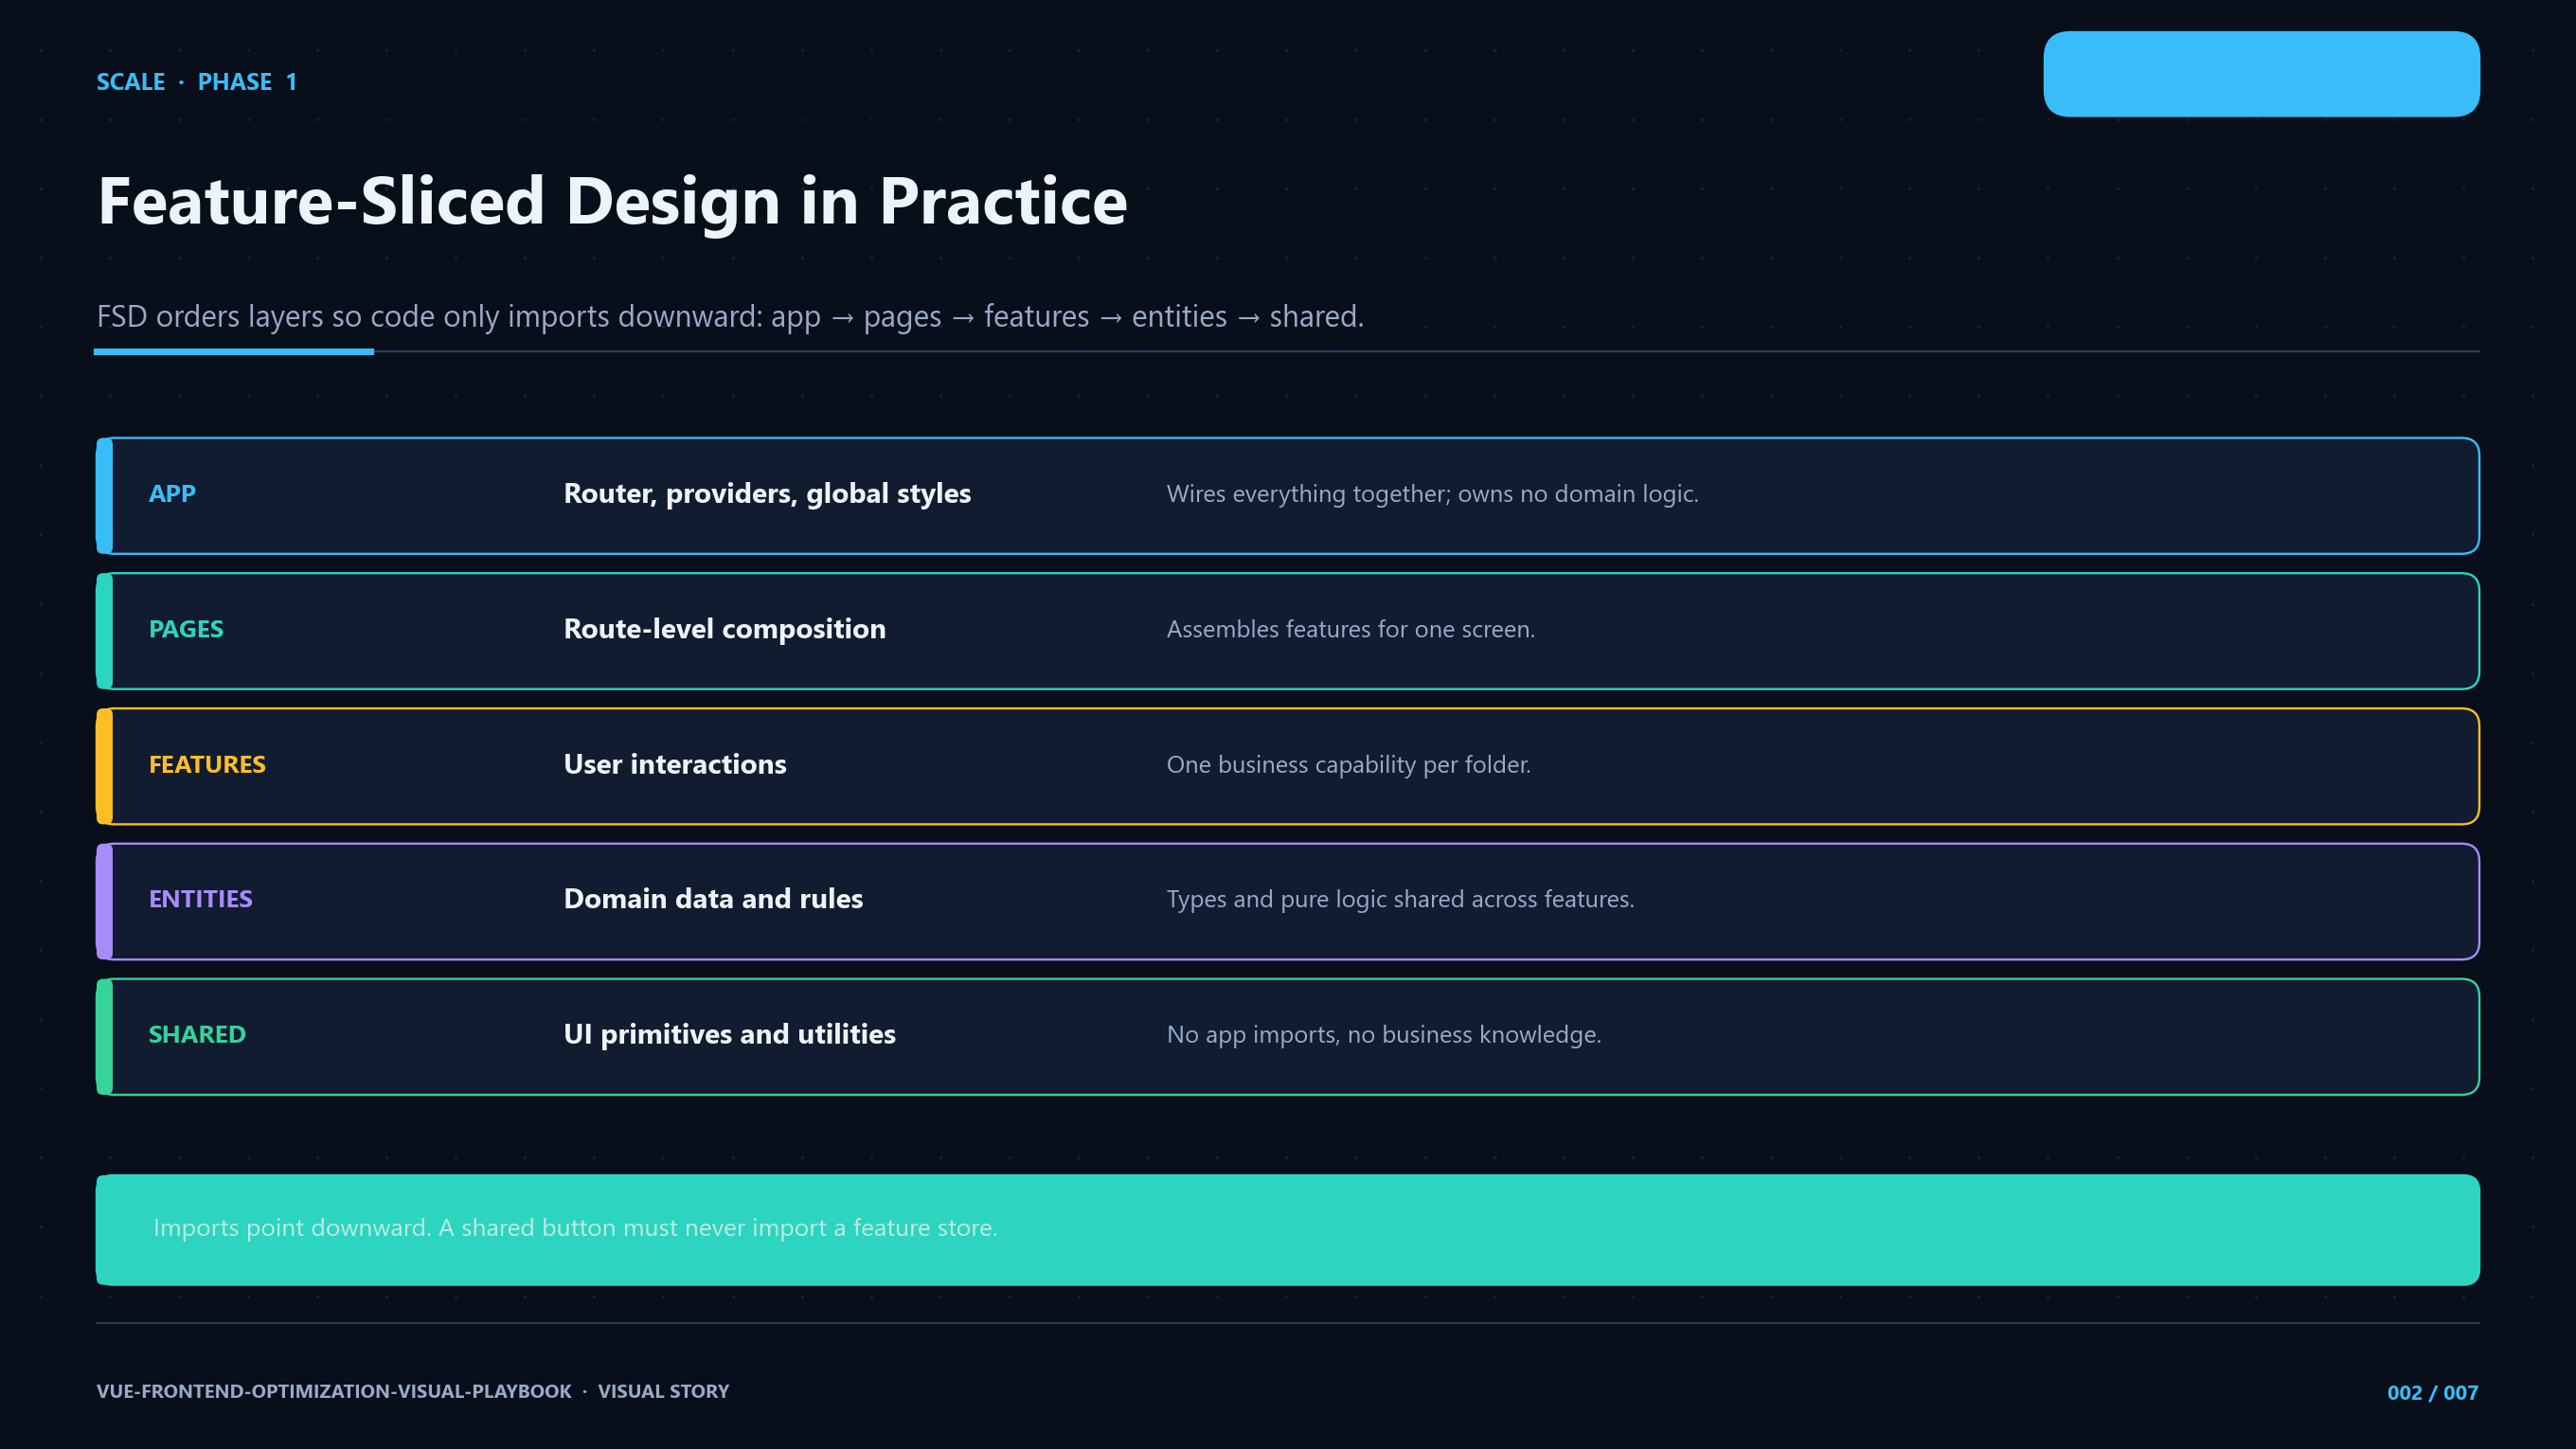 SCALE · PHASE 1
Feature-Sliced Design in Practice
FSD orders layers so code only imports downward: app → pages → features → entities → shared.
APP Router, providers, global styles Wires everything together; owns no domain logic.
PAGES Route-level composition Assembles features for one screen.
FEATURES User interactions One business capability per folder.
ENTITIES Domain data and rules Types and pure logic shared across features.
SHARED UI primitives and utilities No app imports, no business knowledge.
Imports point downward. A shared button must never import a feature store.
VUE-FRONTEND-OPTIMIZATION-VISUAL-PLAYBOOK · VISUAL STORY 002 / 007